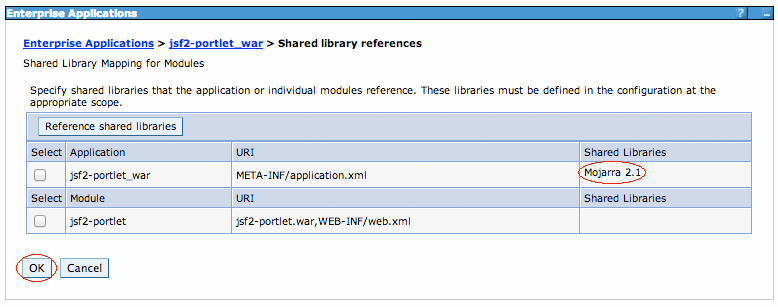 Enterprise Applications ? _
Enterprise Applications > jsf2-portlet_war > Shared library references
Shared Library Mapping for Modules
Specify shared libraries that the application or individual modules reference. These libraries must be defined in the configuration at the
appropriate scope.
Reference shared libraries
Select Application URI Shared Libraries
jsf2-portlet_war META-INF/application.xml Mojarra 2.1
Select Module URI Shared Libraries
jsf2-portlet jsf2-portlet.war,WEB-INF/web.xml
OK Cancel